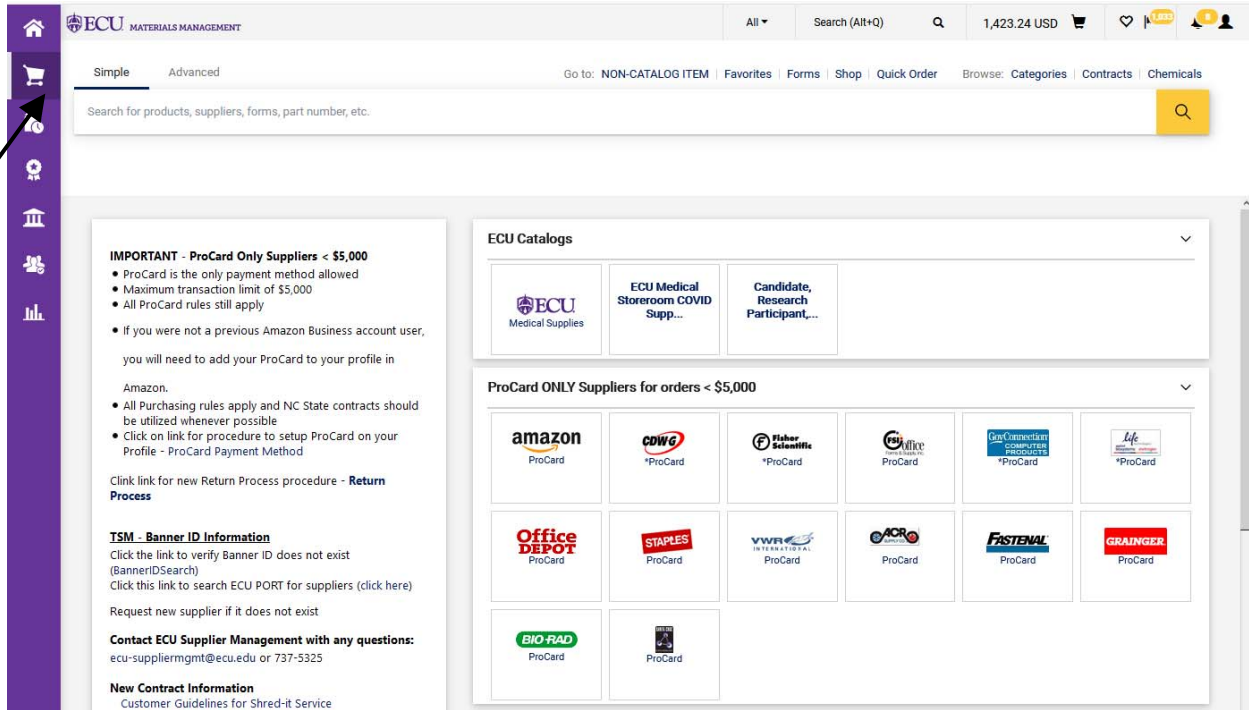 ECU MATERIALS MANAGEMENT
All
Search (Alt+Q)
1,423.24 USD
Simple
Advanced
Go to: NON-CATALOG ITEM | Favorites | Forms | Shop | Quick Order
Browse: Categories | Contracts | Chemicals
Search for products, suppliers, forms, part number, etc.
IMPORTANT - ProCard Only Suppliers < $5,000
• ProCard is the only payment method allowed
• Maximum transaction limit of $5,000
• All ProCard rules still apply
• If you were not a previous Amazon Business account user,
you will need to add your ProCard to your profile in
Amazon.
• All Purchasing rules apply and NC State contracts should
be utilized whenever possible
• Click on link for procedure to setup ProCard on your
Profile - ProCard Payment Method
Clink link for new Return Process procedure - Return
Process
TSM - Banner ID Information
Click the link to verify Banner ID does not exist
(BannerIDSearch)
Click this link to search ECU PORT for suppliers (click here)
Request new supplier if it does not exist
Contact ECU Supplier Management with any questions:
ecu-suppliermgmt@ecu.edu or 737-5325
New Contract Information
Customer Guidelines for Shred-it Service
ECU Catalogs
ECU
Medical Supplies
ECU Medical
Storeroom COVID
Supp...
Candidate,
Research
Participant,...
ProCard ONLY Suppliers for orders < $5,000
amazon
ProCard
CDWG
*ProCard
Fisher
Scientific
*ProCard
FSIoffice
ProCard
GovConnection
COMPUTER
PRODUCTS
*ProCard
life
*ProCard
Office
DEPOT
ProCard
STAPLES
ProCard
VWR
INTERNATIONAL
ProCard
ACRO
ProCard
FASTENAL
ProCard
GRAINGER
ProCard
BIO-RAD
ProCard
ProCard